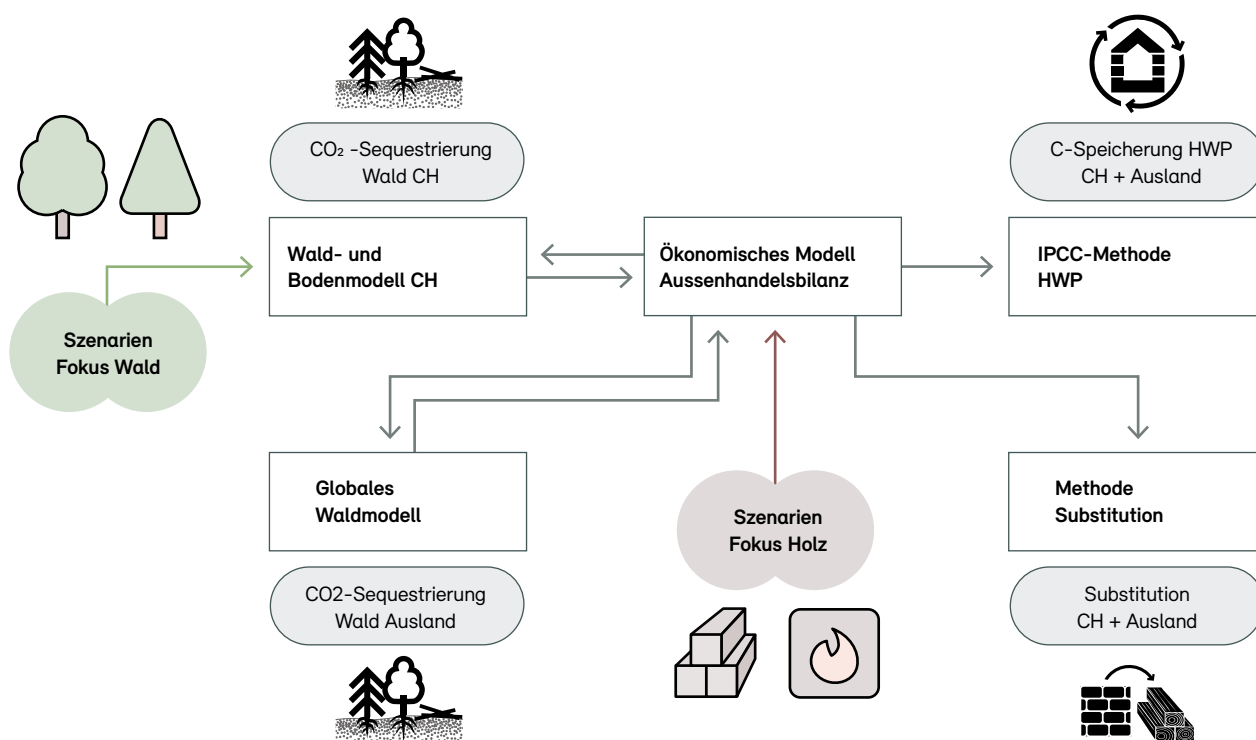 CO₂ -Sequestrierung
Wald CH
C-Speicherung HWP
CH + Ausland
Wald- und
Bodenmodell CH
Ökonomisches Modell
Aussenhandelsbilanz
IPCC-Methode
HWP
Szenarien
Fokus Wald
Globales
Waldmodell
Szenarien
Fokus Holz
Methode
Substitution
CO2-Sequestrierung
Wald Ausland
Substitution
CH + Ausland